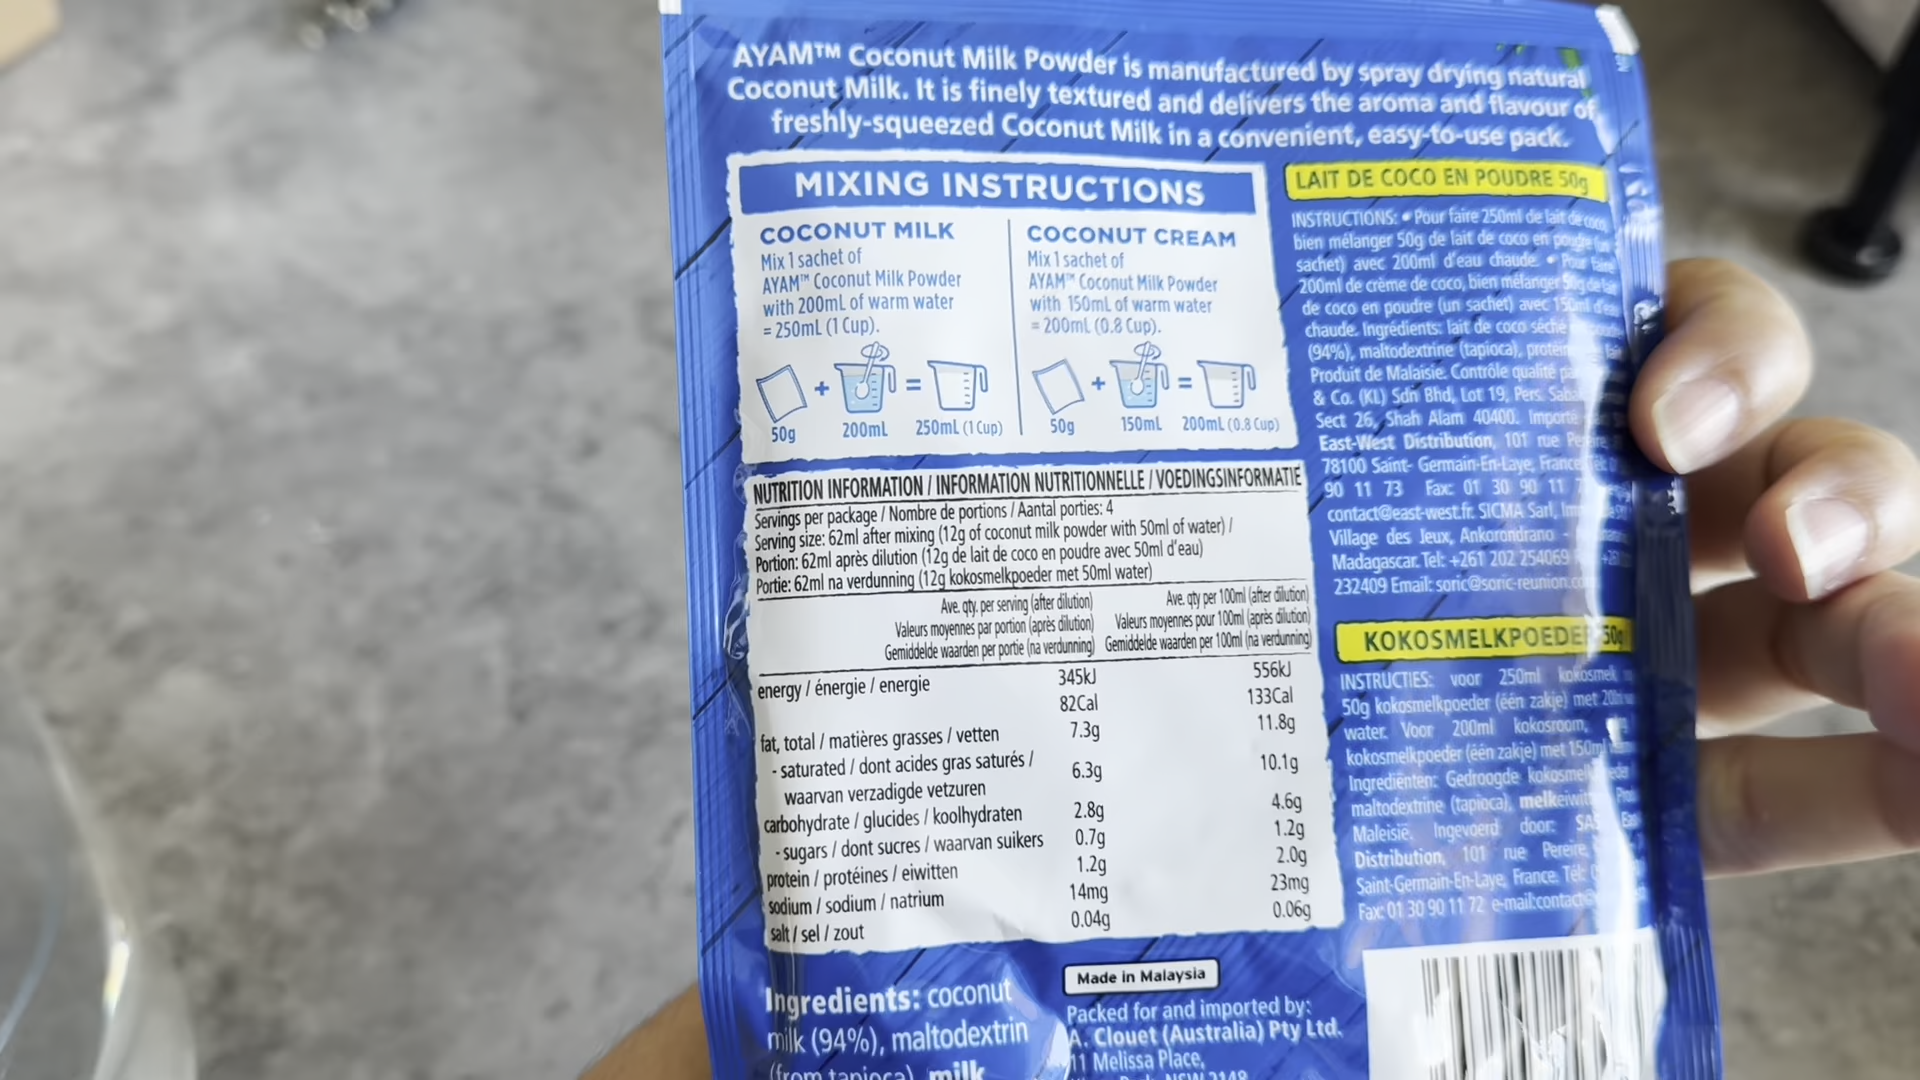 AYAM™ Coconut Milk Powder is manufactured by spray drying natural
Coconut Milk. It is finely textured and delivers the aroma and flavour of
freshly-squeezed Coconut Milk in a convenient, easy-to-use pack.
MIXING INSTRUCTIONS
COCONUT MILK
Mix 1 sachet of
AYAM™ Coconut Milk Powder
with 200mL of warm water
= 250mL (1 Cup).
+
=
50g
200mL
250mL (1 Cup)
COCONUT CREAM
Mix 1 sachet of
AYAM™ Coconut Milk Powder
with 150mL of warm water
= 200mL (0.8 Cup).
+
=
50g
150mL
200mL (0.8 Cup)
NUTRITION INFORMATION / INFORMATION NUTRITIONNELLE / VOEDINGSINFORMATIE
Servings per package / Nombre de portions / Aantal porties: 4
Serving size: 62ml after mixing (12g of coconut milk powder with 50ml of water) /
Portion: 62ml après dilution (12g de lait de coco en poudre avec 50ml d'eau)
Portie: 62ml na verdunning (12g kokosmelkpoeder met 50ml water)
Ave. qty. per serving (after dilution) Ave. qty per 100ml (after dilution)
Valeurs moyennes par portion (après dilution) Valeurs moyennes pour 100ml (après dilution)
Gemiddelde waarden per portie (na verdunning) Gemiddelde waarden per 100ml (na verdunning)
energy / énergie / energie 345kJ 556kJ
82Cal 133Cal
fat, total / matières grasses / vetten 7.3g 11.8g
- saturated / dont acides gras saturés /
waarvan verzadigde vetzuren 6.3g 10.1g
carbohydrate / glucides / koolhydraten 2.8g 4.6g
- sugars / dont sucres / waarvan suikers 0.7g 1.2g
protein / protéines / eiwitten 1.2g 2.0g
sodium / sodium / natrium 14mg 23mg
salt / sel / zout 0.04g 0.06g
Ingredients: coconut
milk (94%), maltodextrin
(from tapioca), milk
Made in Malaysia
Packed for and imported by:
A. Clouet (Australia) Pty Ltd.
11 Melissa Place,
NSW 2148
LAIT DE COCO EN POUDRE 50g
INSTRUCTIONS: • Pour faire 250ml de lait de coco,
bien mélanger 50g de lait de coco en poudre
sachet) avec 200ml d'eau chaude. • Pour faire
200ml de crème de coco, bien mélanger 50g de lait
de coco en poudre (un sachet) avec 150ml d'eau
chaude. Ingrédients: lait de coco séché
(94%), maltodextrine (tapioca),
Produit de Malaisie. Contrôle qualité
& Co. (KL) Sdn Bhd, Lot 19, Pers.
Sect 26, Shah Alam 40400. Importé
East-West Distribution, 101 rue Pereire,
78100 Saint- Germain-En-Laye, France
90 11 73 Fax: 01 30 90 11
contact@east-west.fr. SICMA Sarl,
Village des Jeux, Ankorondrano -
Madagascar. Tel: +261 202 254069
232409 Email: soric@soric-reunion.com
KOKOSMELKPOEDER 50g
INSTRUCTIES: voor 250ml kokosmelk
50g kokosmelkpoeder (één zakje) met 200ml
water. Voor 200ml kokosroom,
kokosmelkpoeder (één zakje) met 150ml
Ingrediënten: Gedroogde
maltodextrine (tapioca),
Maleisië. Ingevoerd door: SAS
Distribution, 101 rue Pereire,
Saint-Germain-En-Laye, France. Tel:
Fax: 01 30 90 11 72 e-mail: